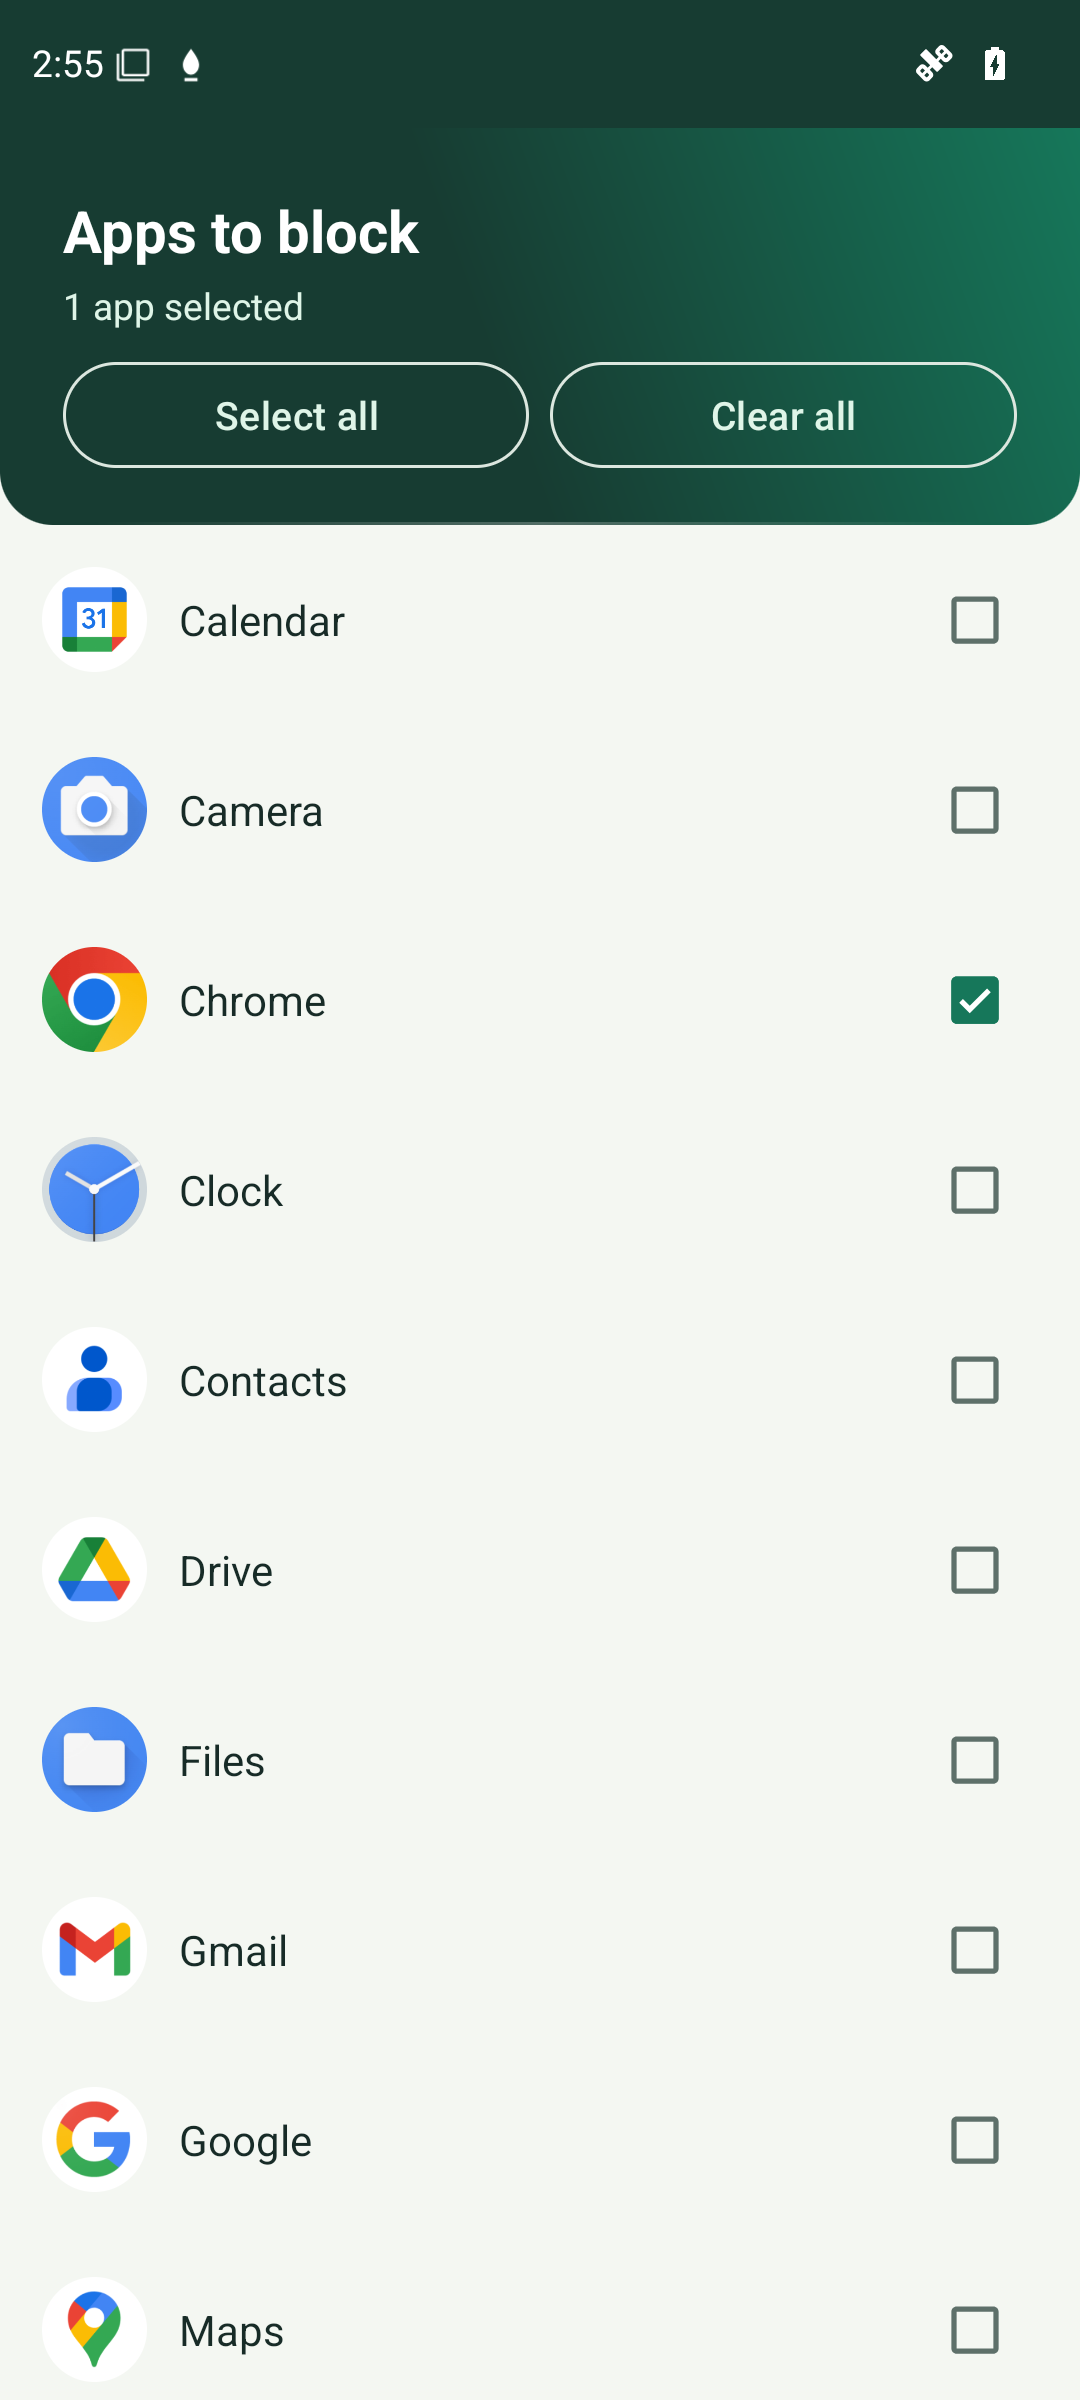 2:55
Apps to block
1 app selected
Select all
Clear all
31
Calendar
Camera
Chrome
Clock
Contacts
Drive
Files
Gmail
Google
Maps